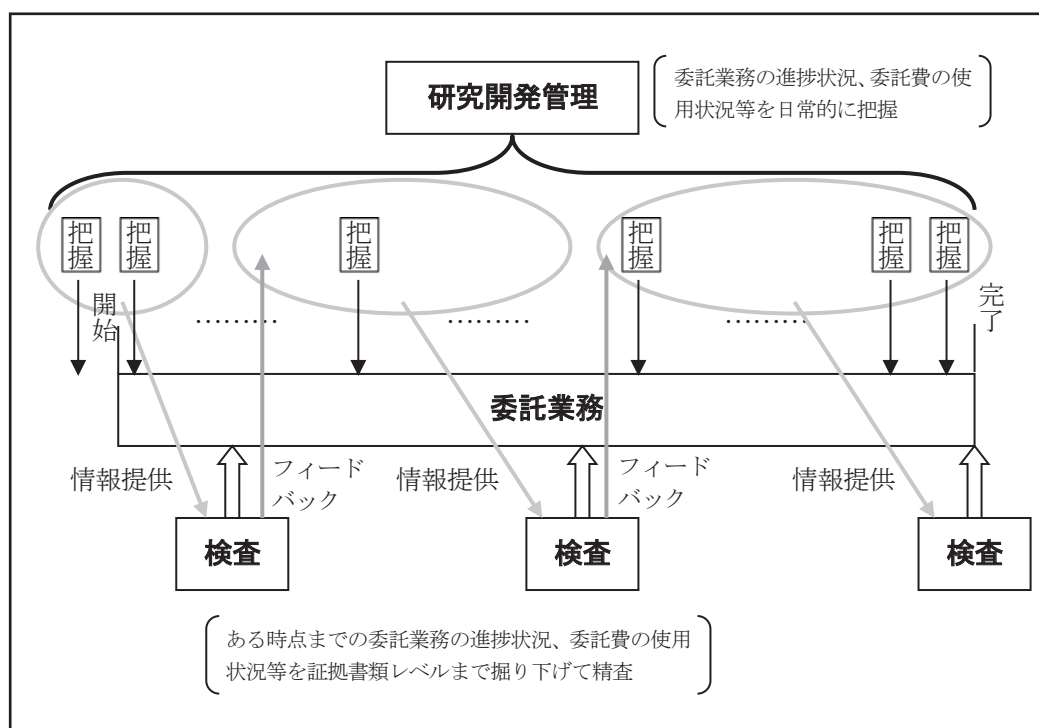 研究開発管理
委託業務の進捗状況、委託費の使
用状況等を日常的に把握
把握
把握
把握
把握
把握
把握
開始
完了
………
………
………
委託業務
情報提供
フィード
バック
情報提供
フィード
バック
情報提供
検査
検査
検査
ある時点までの委託業務の進捗状況、委託費の使用
状況等を証拠書類レベルまで掘り下げて精査